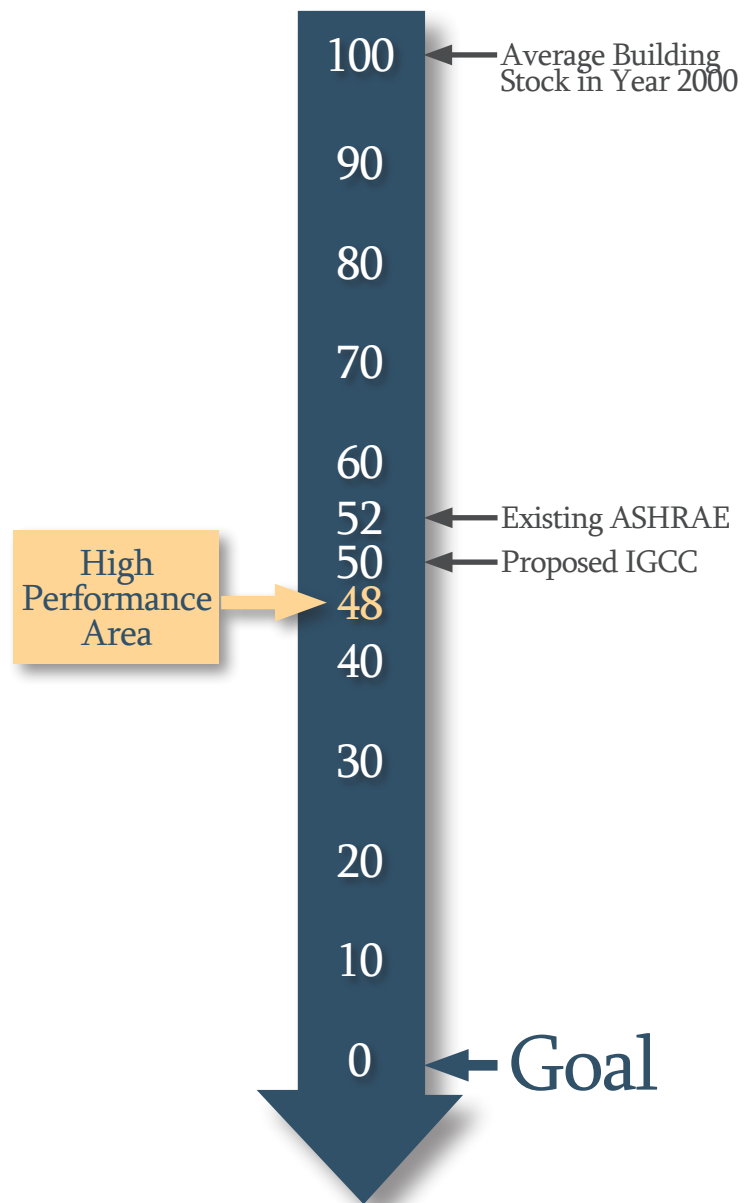 100
Average Building
Stock in Year 2000
90
80
70
60
52
Existing ASHRAE
50
Proposed IGCC
High
Performance
Area
48
40
30
20
10
0
Goal